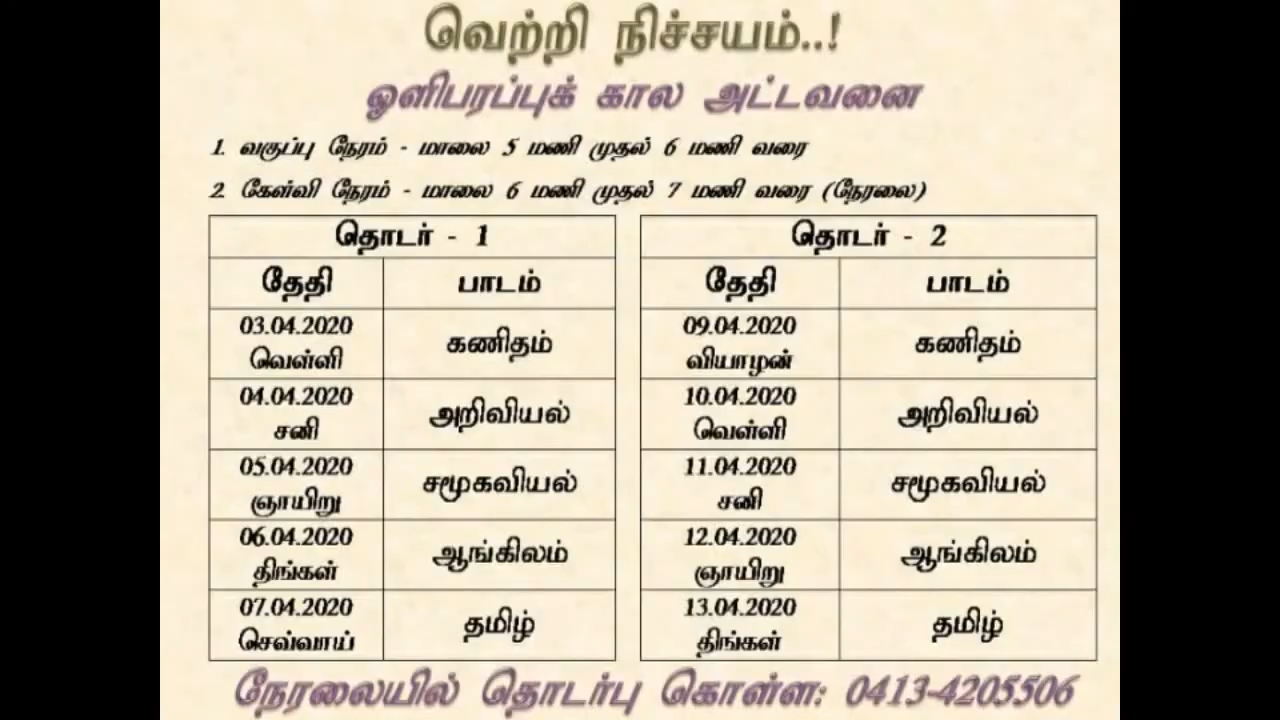 வெற்றி நிச்சயம்..!
ஒளிபரப்புக் கால அட்டவனை
1. வகுப்பு நேரம் - மாலை 5 மணி முதல் 6 மணி வரை
2. கேள்வி நேரம் - மாலை 6 மணி முதல் 7 மணி வரை (நேரலை)
தொடர் - 1
தேதி பாடம்
03.04.2020
வெள்ளி
கணிதம்
04.04.2020
சனி
அறிவியல்
05.04.2020
ஞாயிறு
சமூகவியல்
06.04.2020
திங்கள்
ஆங்கிலம்
07.04.2020
செவ்வாய்
தமிழ்
தொடர் - 2
தேதி பாடம்
09.04.2020
வியாழன்
கணிதம்
10.04.2020
வெள்ளி
அறிவியல்
11.04.2020
சனி
சமூகவியல்
12.04.2020
ஞாயிறு
ஆங்கிலம்
13.04.2020
திங்கள்
தமிழ்
நேரலையில் தொடர்பு கொள்ள: 0413-4205506